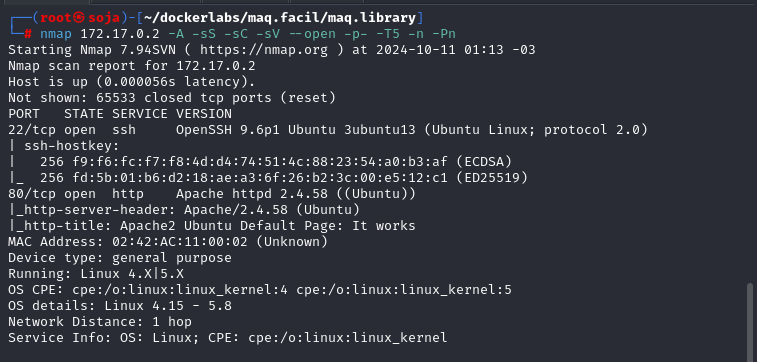 ┌──(root㉿soja)-[~/dockerlabs/maq.facil/maq.library]
└─# nmap 172.17.0.2 -A -sS -sC -sV --open -p- -T5 -n -Pn
Starting Nmap 7.94SVN ( https://nmap.org ) at 2024-10-11 01:13 -03
Nmap scan report for 172.17.0.2
Host is up (0.000056s latency).
Not shown: 65533 closed tcp ports (reset)
PORT   STATE SERVICE VERSION
22/tcp open  ssh     OpenSSH 9.6p1 Ubuntu 3ubuntu13 (Ubuntu Linux; protocol 2.0)
| ssh-hostkey:
|   256 f9:f6:fc:f7:f8:4d:d4:74:51:4c:88:23:54:a0:b3:af (ECDSA)
|_  256 fd:5b:01:b6:d2:18:ae:a3:6f:26:b2:3c:00:e5:12:c1 (ED25519)
80/tcp open  http    Apache httpd 2.4.58 ((Ubuntu))
|_http-server-header: Apache/2.4.58 (Ubuntu)
|_http-title: Apache2 Ubuntu Default Page: It works
MAC Address: 02:42:AC:11:00:02 (Unknown)
Device type: general purpose
Running: Linux 4.X|5.X
OS CPE: cpe:/o:linux:linux_kernel:4 cpe:/o:linux:linux_kernel:5
OS details: Linux 4.15 - 5.8
Network Distance: 1 hop
Service Info: OS: Linux; CPE: cpe:/o:linux:linux_kernel